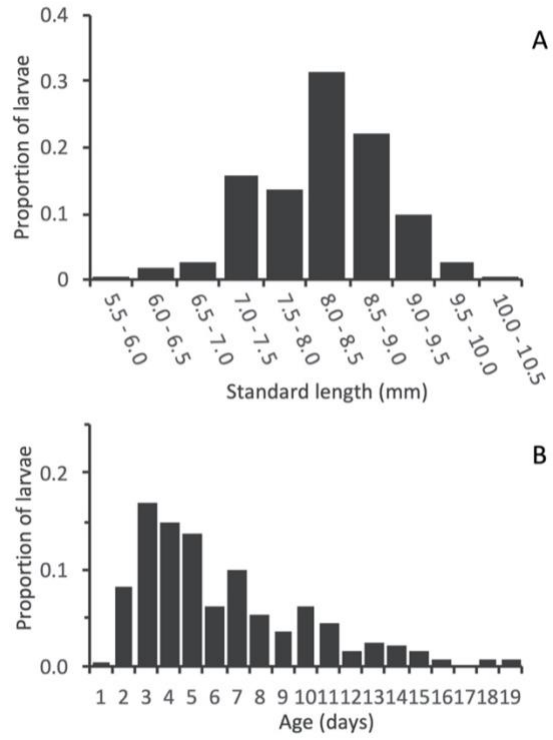 A
Proportion of larvae
0.4
0.3
0.2
0.1
0
5.5 - 6.0
6.0 - 6.5
6.5 - 7.0
7.0 - 7.5
7.5 - 8.0
8.0 - 8.5
8.5 - 9.0
9.0 - 9.5
9.5 - 10.0
10.0 - 10.5
Standard length (mm)
B
Proportion of larvae
0.2
0.1
0.0
1 2 3 4 5 6 7 8 9 10 11 12 13 14 15 16 17 18 19
Age (days)